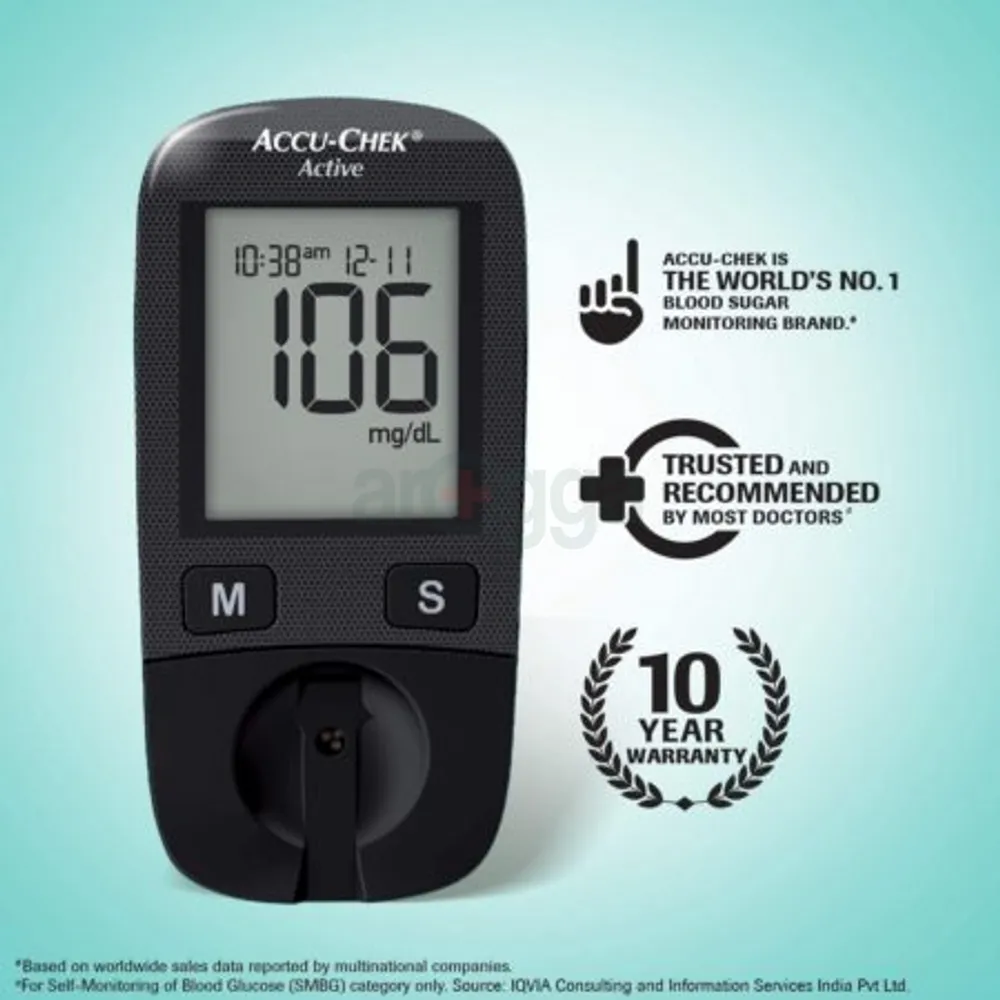 ACCU-CHEK®
Active
10:38am 12-11
106
mg/dL
M
S
ACCU-CHEK IS
THE WORLD'S NO. 1
BLOOD SUGAR
MONITORING BRAND.*
TRUSTED AND
RECOMMENDED
BY MOST DOCTORS#
10
YEAR
WARRANTY
*Based on worldwide sales data reported by multinational companies.
#For Self-Monitoring of Blood Glucose (SMBG) category only. Source: IQVIA Consulting and Information Services India Pvt Ltd.